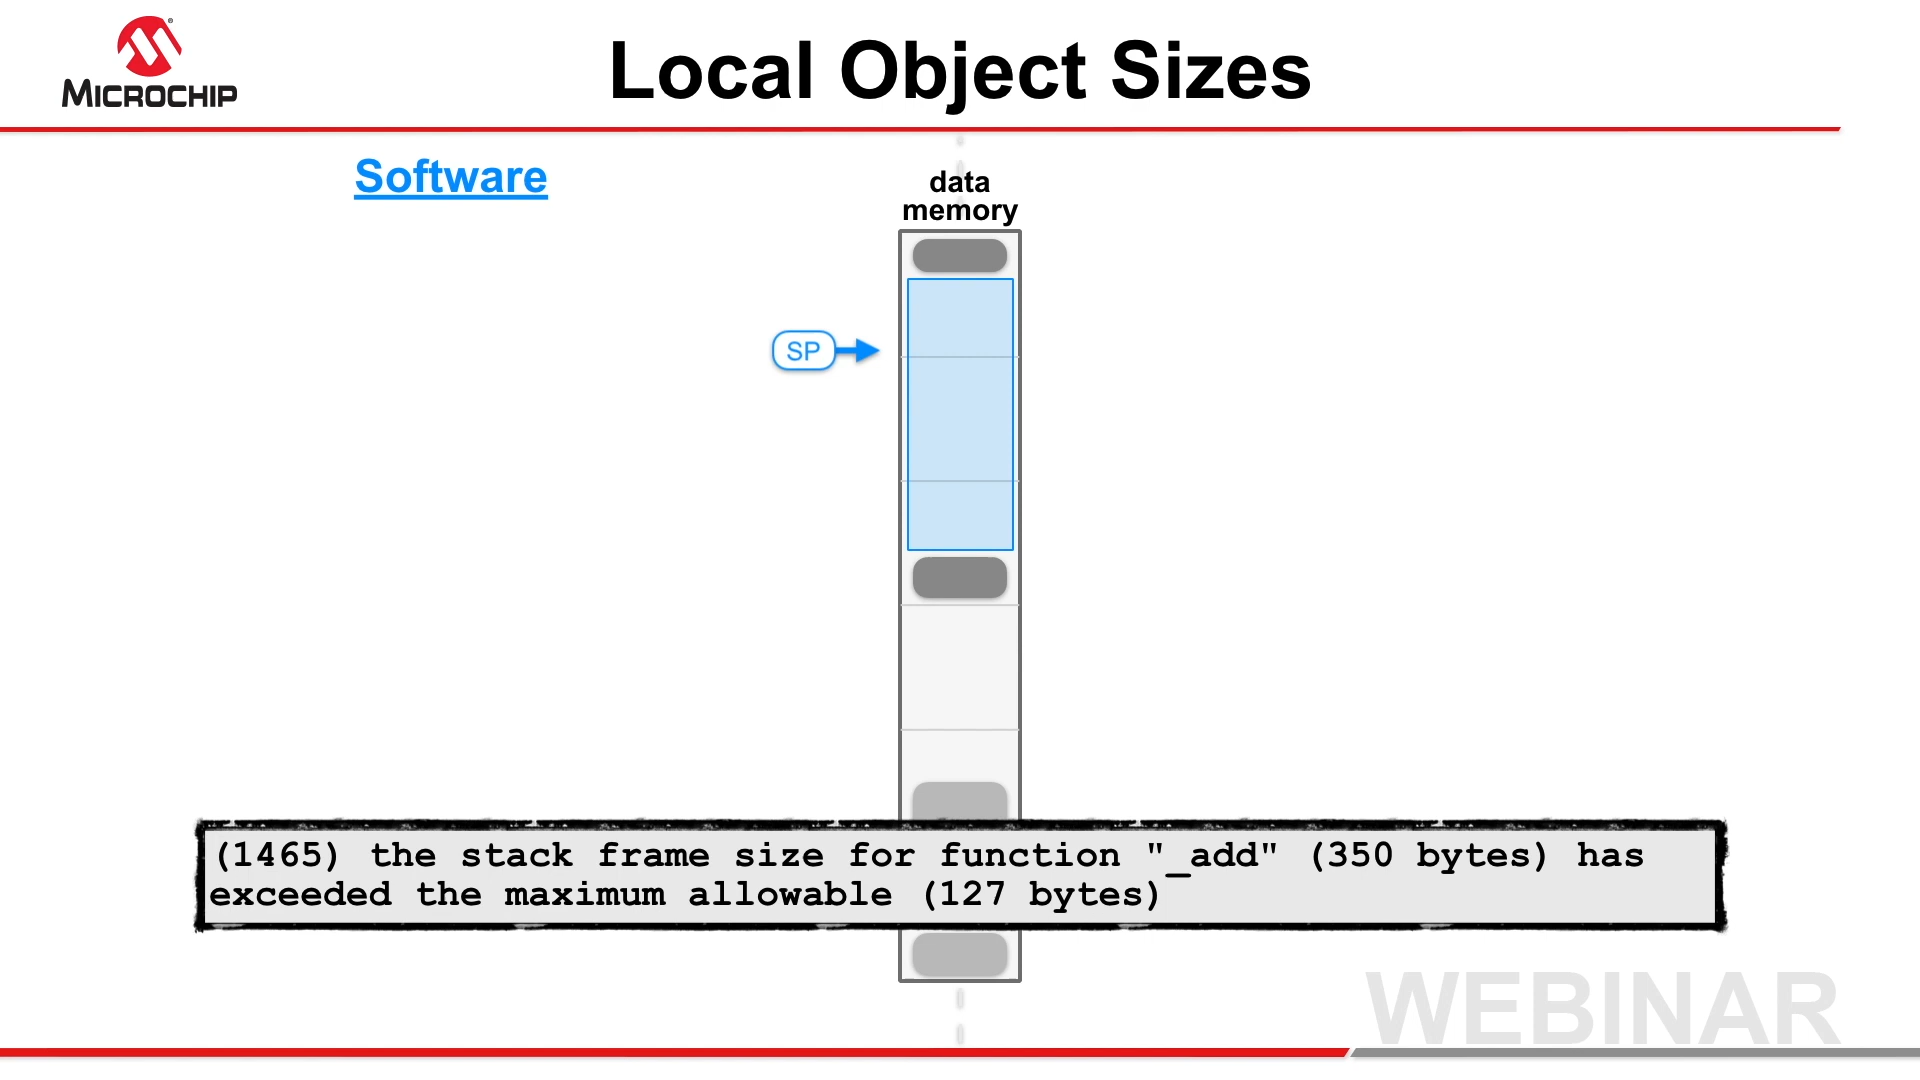 MICROCHIP
Local Object Sizes
Software
data
memory
SP
(1465) the stack frame size for function "_add" (350 bytes) has
exceeded the maximum allowable (127 bytes)
WEBINAR